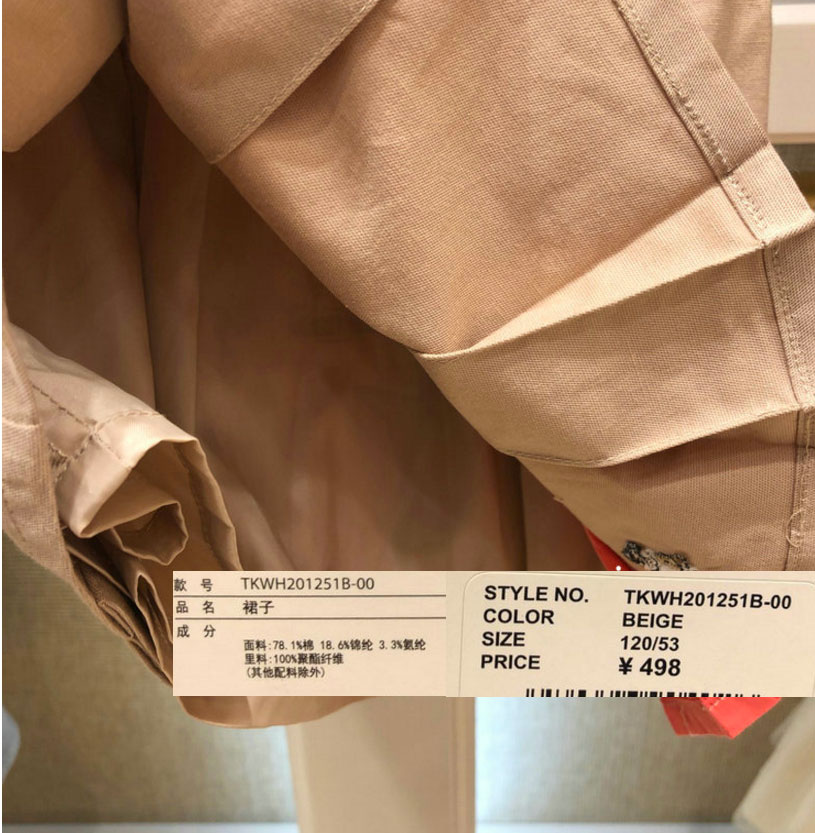 款 号 TKWH201251B-00
品 名 裙子
成 分
面料:78.1%棉 18.6%锦纶 3.3%氨纶
里料:100%聚酯纤维
(其他配料除外)
STYLE NO. TKWH201251B-00
COLOR BEIGE
SIZE 120/53
PRICE ¥ 498